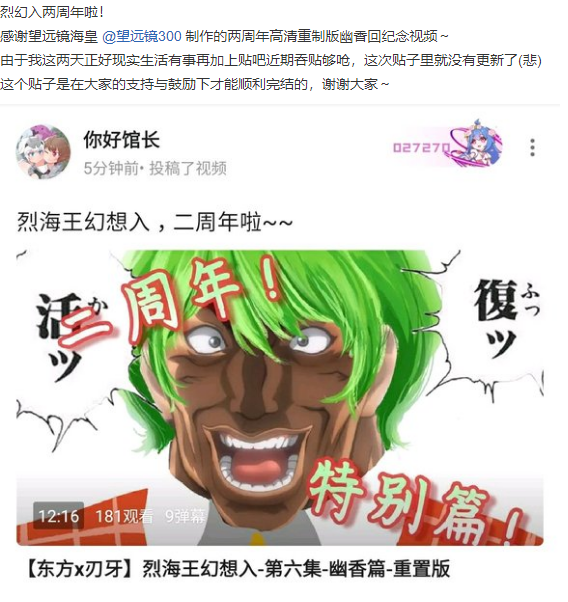 烈幻入两周年啦！
感谢望远镜海皇 @望远镜300 制作的两周年高清重制版幽香回纪念视频～
由于我这两天正好现实生活有事再加上贴吧近期吞贴够呛，这次贴子里就没有更新了(悲)
这个贴子是在大家的支持与鼓励下才能顺利完结的，谢谢大家～
你好馆长
027270
5分钟前· 投稿了视频
烈海王幻想入，二周年啦~~
二周年！
復ッ
ふっ
活ッ
かっ
特别篇！
12:16 181观看 9弹幕
【东方x刃牙】烈海王幻想入-第六集-幽香篇-重置版